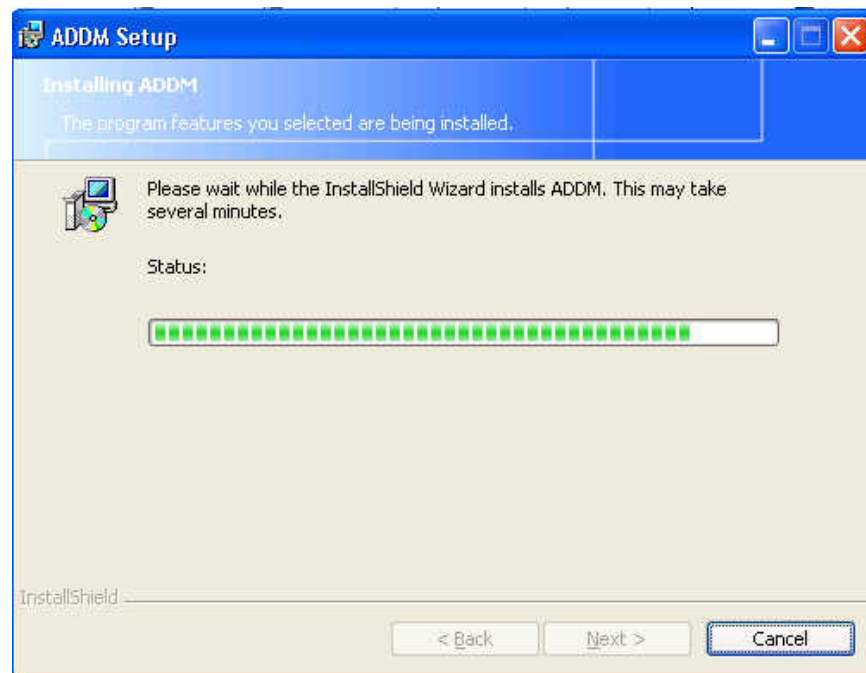 ADDM Setup
Installing ADDM
The program features you selected are being installed.
Please wait while the InstallShield Wizard installs ADDM. This may take
several minutes.
Status:
InstallShield
< Back
Next >
Cancel